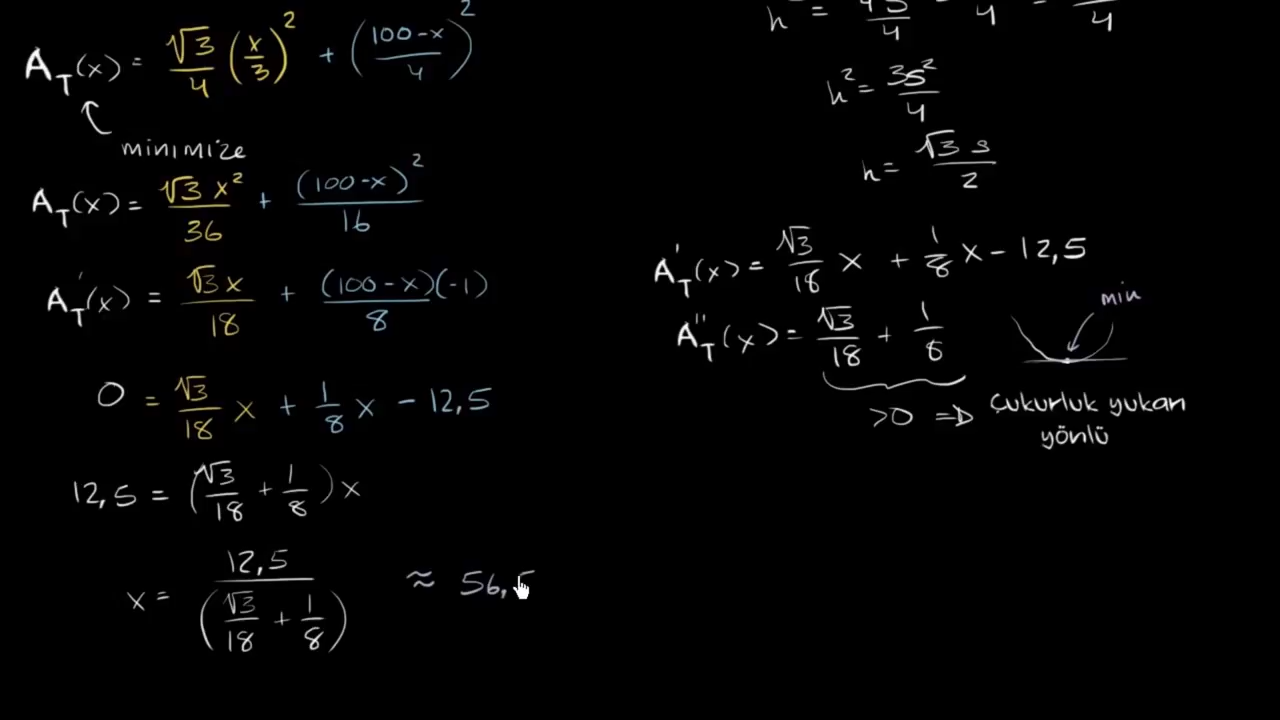 A_T(x) = √3/4 (x/3)² + ((100-x)/4)²
minimize
A_T(x) = √3 x²/36 + (100-x)²/16
A_T'(x) = √3x/18 + (100-x)(-1)/8
0 = √3/18 x + 1/8 x - 12,5
12,5 = (√3/18 + 1/8) x
x = 12,5/(√3/18 + 1/8) ≈ 56,5
h² = 3s²/4
h = √3 s/2
A_T'(x) = √3/18 x + 1/8 x - 12,5
min
A_T''(x) = √3/18 + 1/8
>0 ⇒ Çukurluk yukarı
yönlü